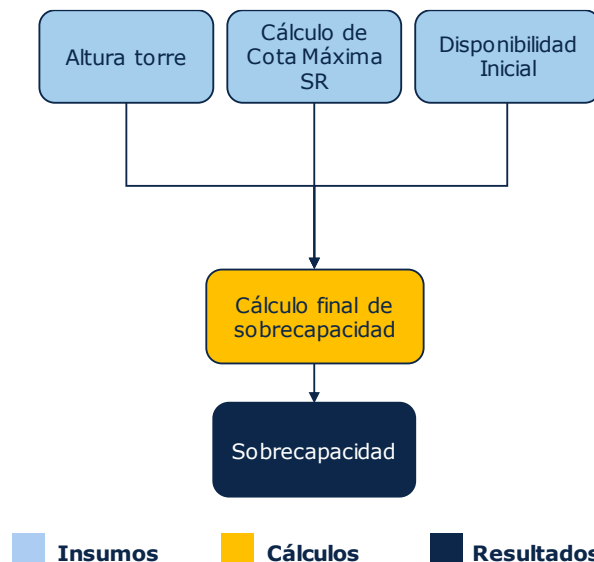 Altura torre
Cálculo de
Cota Máxima
SR
Disponibilidad
Inicial
Cálculo final de
sobrecapacidad
Sobrecapacidad
Insumos
Cálculos
Resultados